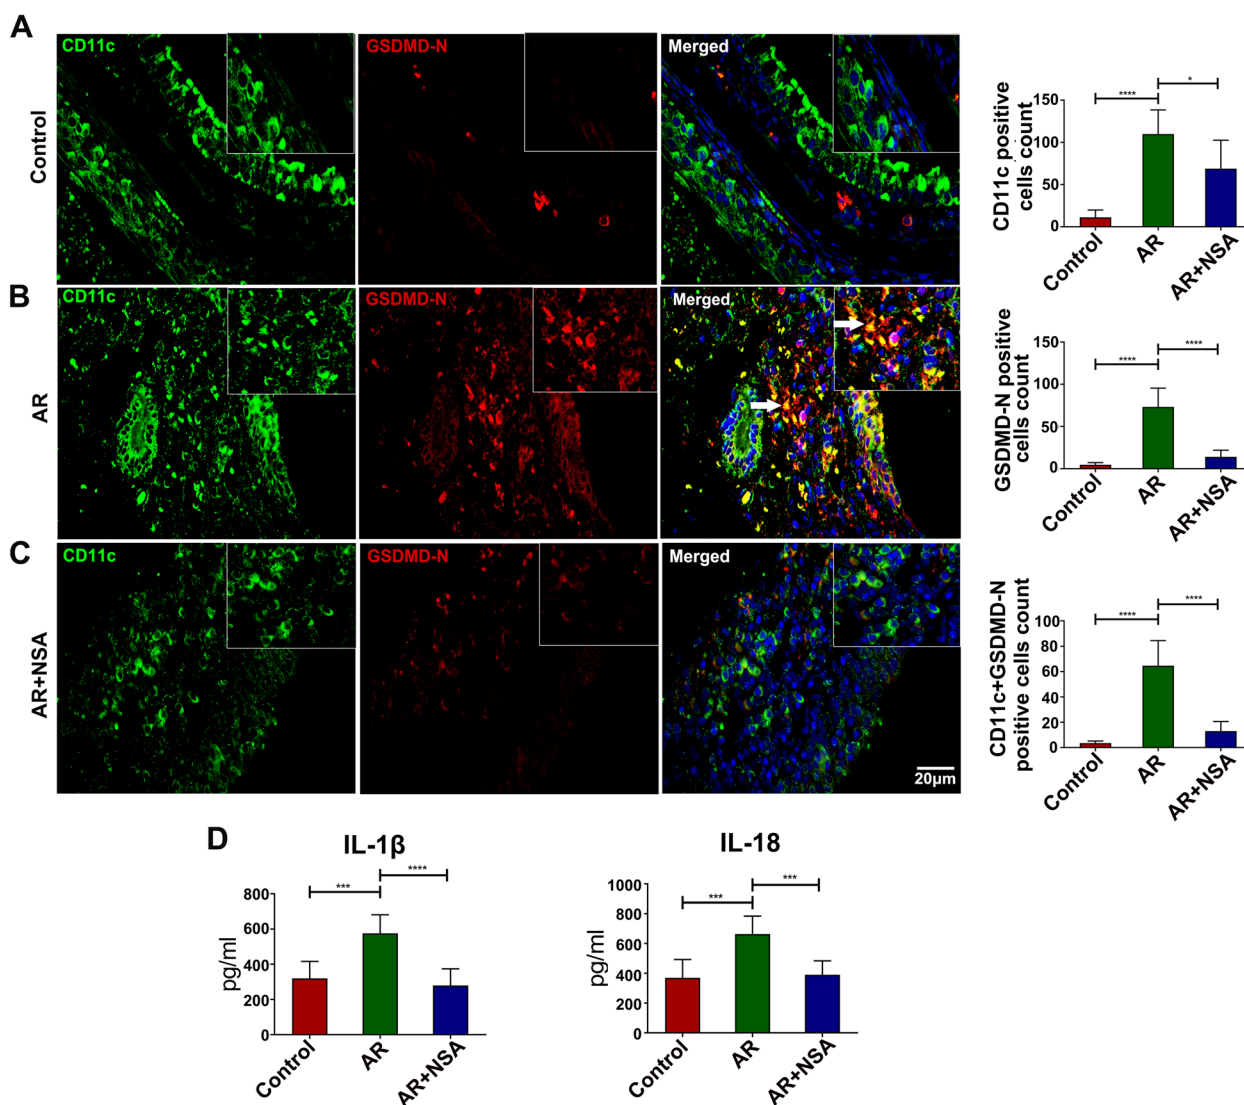 A
Control
CD11c
GSDMD-N
Merged
CD11c positive
cells count
150
100
50
0
****
*
Control
AR
AR+NSA
B
AR
CD11c
GSDMD-N
Merged
GSDMD-N positive
cells count
150
100
50
0
****
****
Control
AR
AR+NSA
C
AR+NSA
CD11c
GSDMD-N
Merged
20μm
CD11c+GSDMD-N
positive cells count
100
80
60
40
20
0
****
****
Control
AR
AR+NSA
D
IL-1β
pg/ml
800
600
400
200
0
***
****
Control
AR
AR+NSA
IL-18
pg/ml
1000
800
600
400
200
0
***
***
Control
AR
AR+NSA